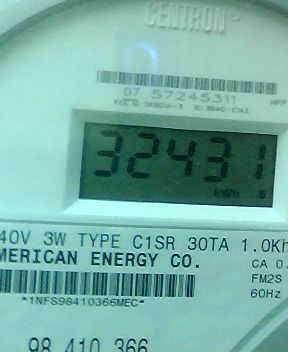 CENTRON
07 57245311
32431
kWh
40V 3W TYPE C1SR 30TA 1.0Kh
MERICAN ENERGY CO.
CA 0.
FM2S
60Hz
*1NFS98410366MEC*
98 410 366